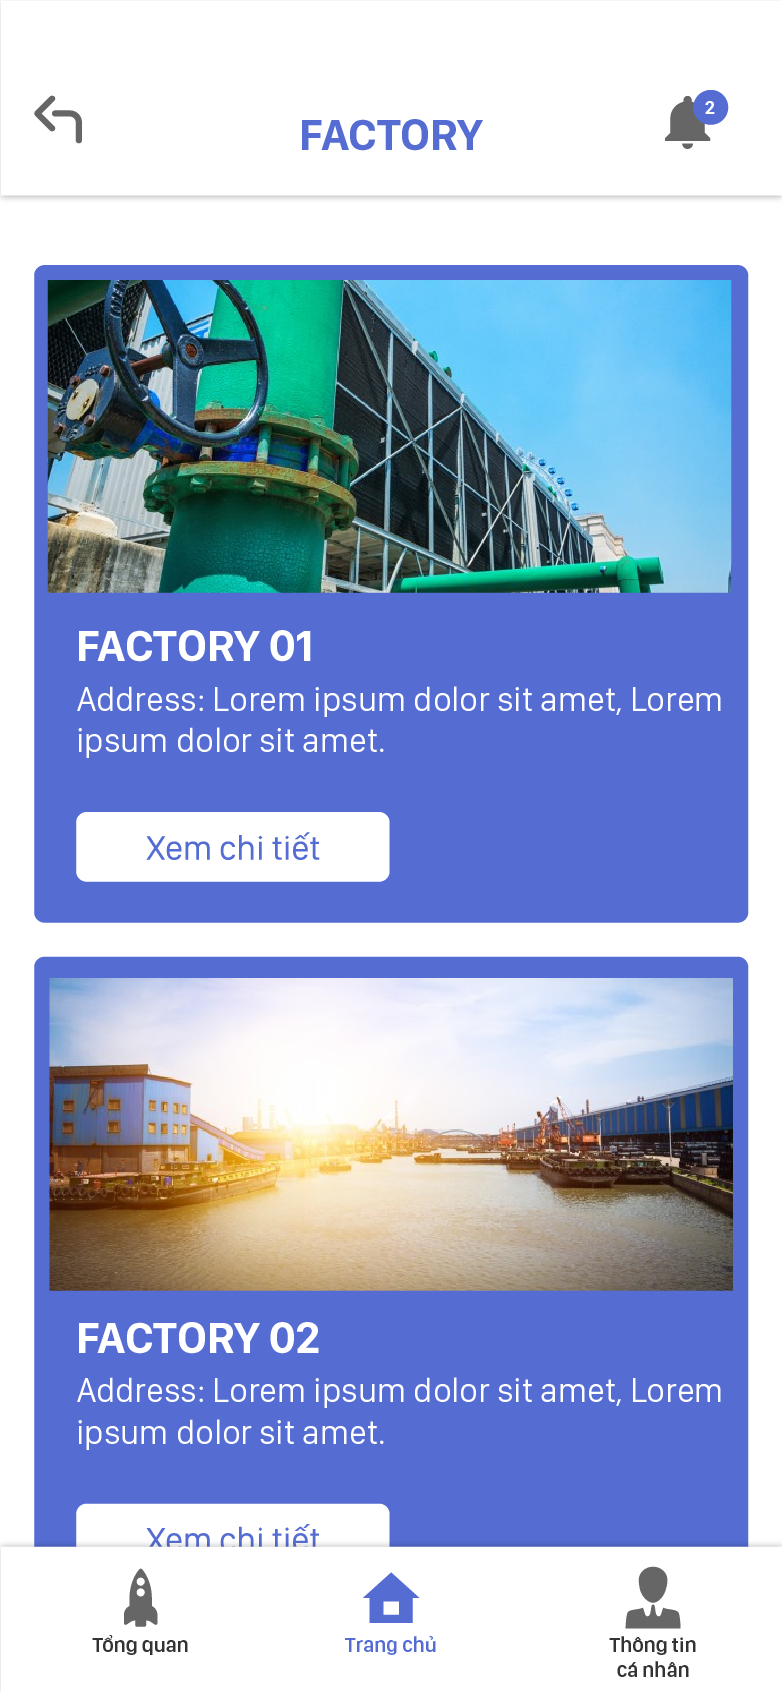 FACTORY
2
FACTORY 01
Address: Lorem ipsum dolor sit amet, Lorem
ipsum dolor sit amet.
Xem chi tiết
FACTORY 02
Address: Lorem ipsum dolor sit amet, Lorem
ipsum dolor sit amet.
Xem chi tiết
Tổng quan
Trang chủ
Thông tin
cá nhân